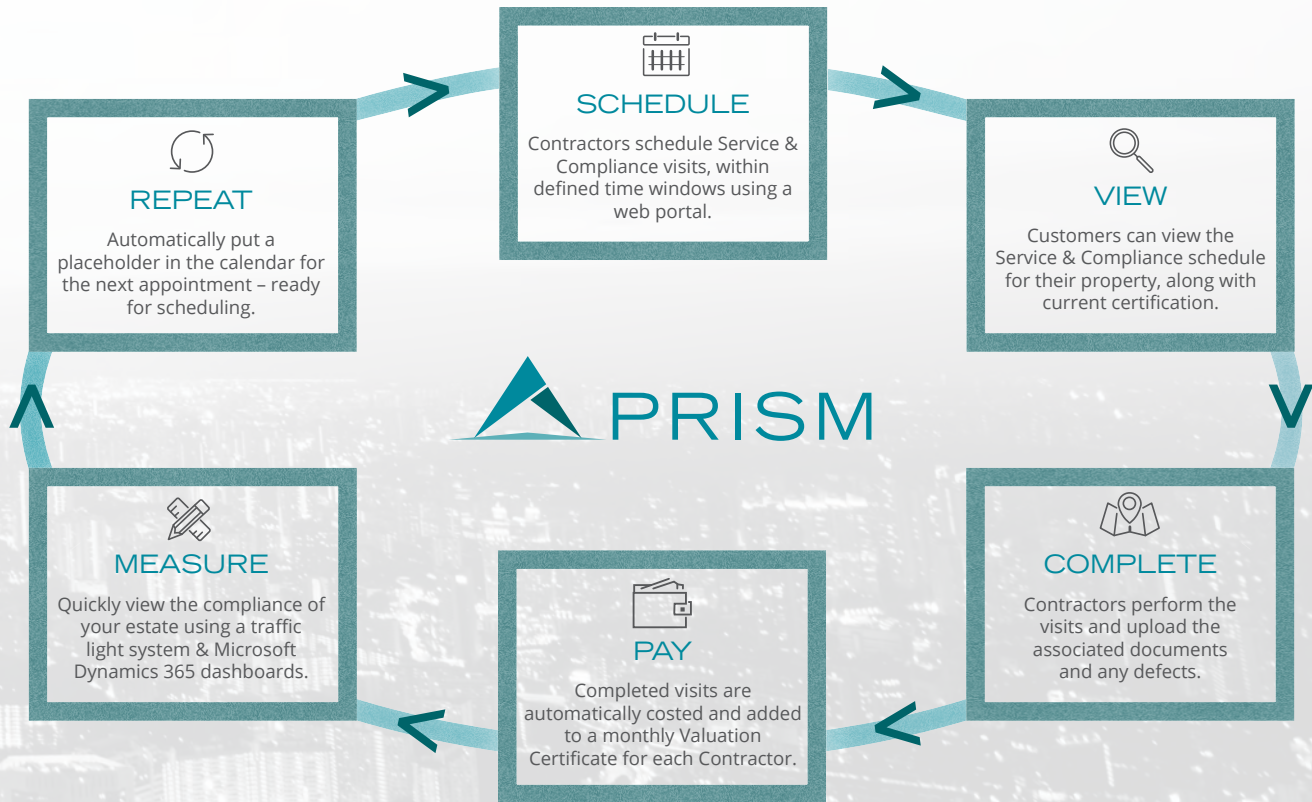 SCHEDULE
Contractors schedule Service &
Compliance visits, within
defined time windows using a
web portal.
VIEW
Customers can view the
Service & Compliance schedule
for their property, along with
current certification.
COMPLETE
Contractors perform the
visits and upload the
associated documents
and any defects.
PAY
Completed visits are
automatically costed and added
to a monthly Valuation
Certificate for each Contractor.
MEASURE
Quickly view the compliance of
your estate using a traffic
light system & Microsoft
Dynamics 365 dashboards.
REPEAT
Automatically put a
placeholder in the calendar for
the next appointment – ready
for scheduling.
PRISM